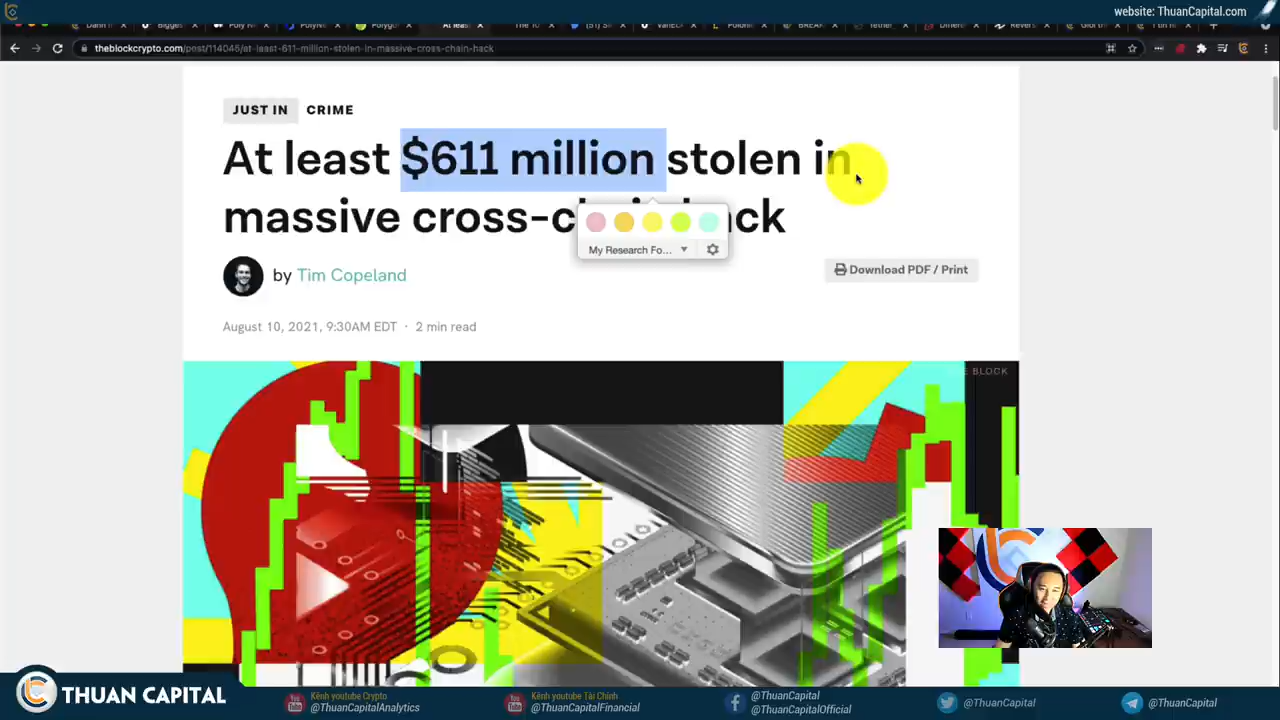 website: ThuanCapital.com
theblockcrypto.com/post/114045/at-least-611-million-stolen-in-massive-cross-chain-hack
JUST IN CRIME
At least $611 million stolen in
massive cross-c hack
My Research Fo...
by Tim Copeland
Download PDF / Print
August 10, 2021, 9:30AM EDT · 2 min read
BLOCK
THUAN CAPITAL
Kênh youtube Crypto
@ThuanCapitalAnalytics
Kênh youtube Tài Chính
@ThuanCapitalFinancial
@ThuanCapital
@ThuanCapitalOfficial
@ThuanCapital
@ThuanCapital